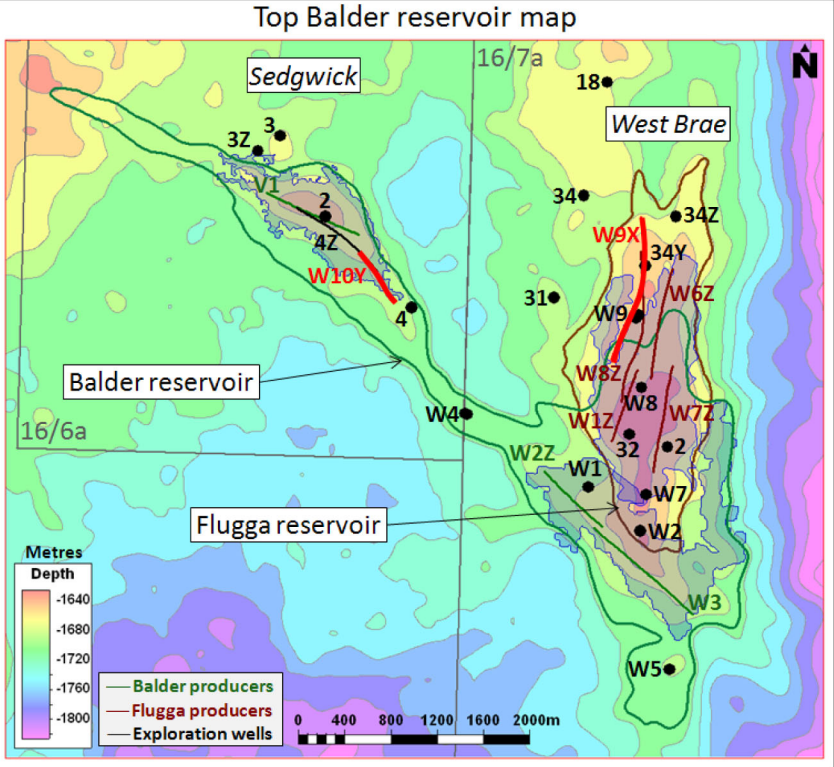 Top Balder reservoir map
16/7a
N
Sedgwick
18
West Brae
3
3Z
V1
2
34
34Z
4Z
W9X
34Y
W10Y
31
W6Z
4
W9
W8Z
Balder reservoir
W8
W4
W1Z
W7Z
16/6a
32
2
W2Z
W1
W7
Flugga reservoir
W2
Metres
Depth
-1640
-1680
-1720
-1760
-1800
W3
W5
Balder producers
Flugga producers
Exploration wells
0 400 800 1200 1600 2000m